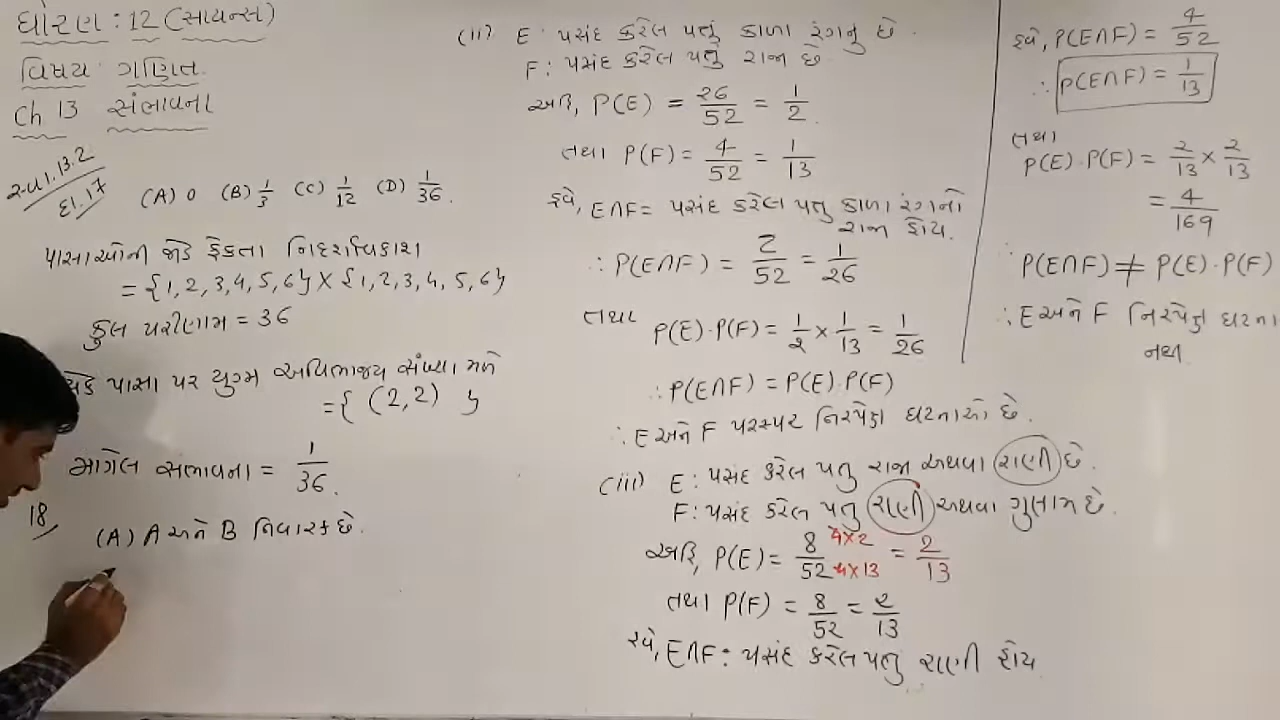 ધોરણ : 12 (સાયન્સ)
વિષય ગણિત
Ch 13 સંભાવના
સ્વા. 13.2
દા. 17
(A) 0 (B) 1/3 (C) 1/12 (D) 1/36.
પાસાઓની જોડ ફેંકતા નિદર્શાવકાશ
= {1, 2, 3, 4, 5, 6} × {1, 2, 3, 4, 5, 6}
કુલ પરીણામ = 36
પાસા પર યુગ્મ અવિભાજ્ય સંખ્યા મળે
= { (2,2) }
માગેલ સંભાવના = 1/36.
18
(A) A અને B નિવારક છે.
(ii) E : પસંદ કરેલ પત્તું કાળા રંગનું છે.
F : પસંદ કરેલ પત્તું રાજા છે
અહિં, P(E) = 26/52 = 1/2.
તથા P(F) = 4/52 = 1/13
હવે, E∩F = પસંદ કરેલ પત્તુ કાળા રંગનો
રાજા હોય.
∴ P(E∩F) = 2/52 = 1/26
તથા P(E)·P(F) = 1/2 × 1/13 = 1/26
∴ P(E∩F) = P(E)·P(F)
∴ E અને F પરસ્પર નિરપેક્ષ ઘટનાઓ છે.
(iii) E : પસંદ કરેલ પત્તુ રાજા અથવા રાણી છે.
F : પસંદ કરેલ પત્તુ રાણી અથવા ગુલામ છે.
અહિં, P(E) = 8/52 4×2/4×13 = 2/13
તથા P(F) = 8/52 = 2/13
હવે, E∩F : પસંદ કરેલ પત્તું રાણી હોય
હવે, P(E∩F) = 4/52
∴ P(E∩F) = 1/13
તથા
P(E)·P(F) = 2/13 × 2/13
= 4/169
∴ P(E∩F) ≠ P(E)·P(F)
∴ E અને F નિરપેક્ષ ઘટના
નથી